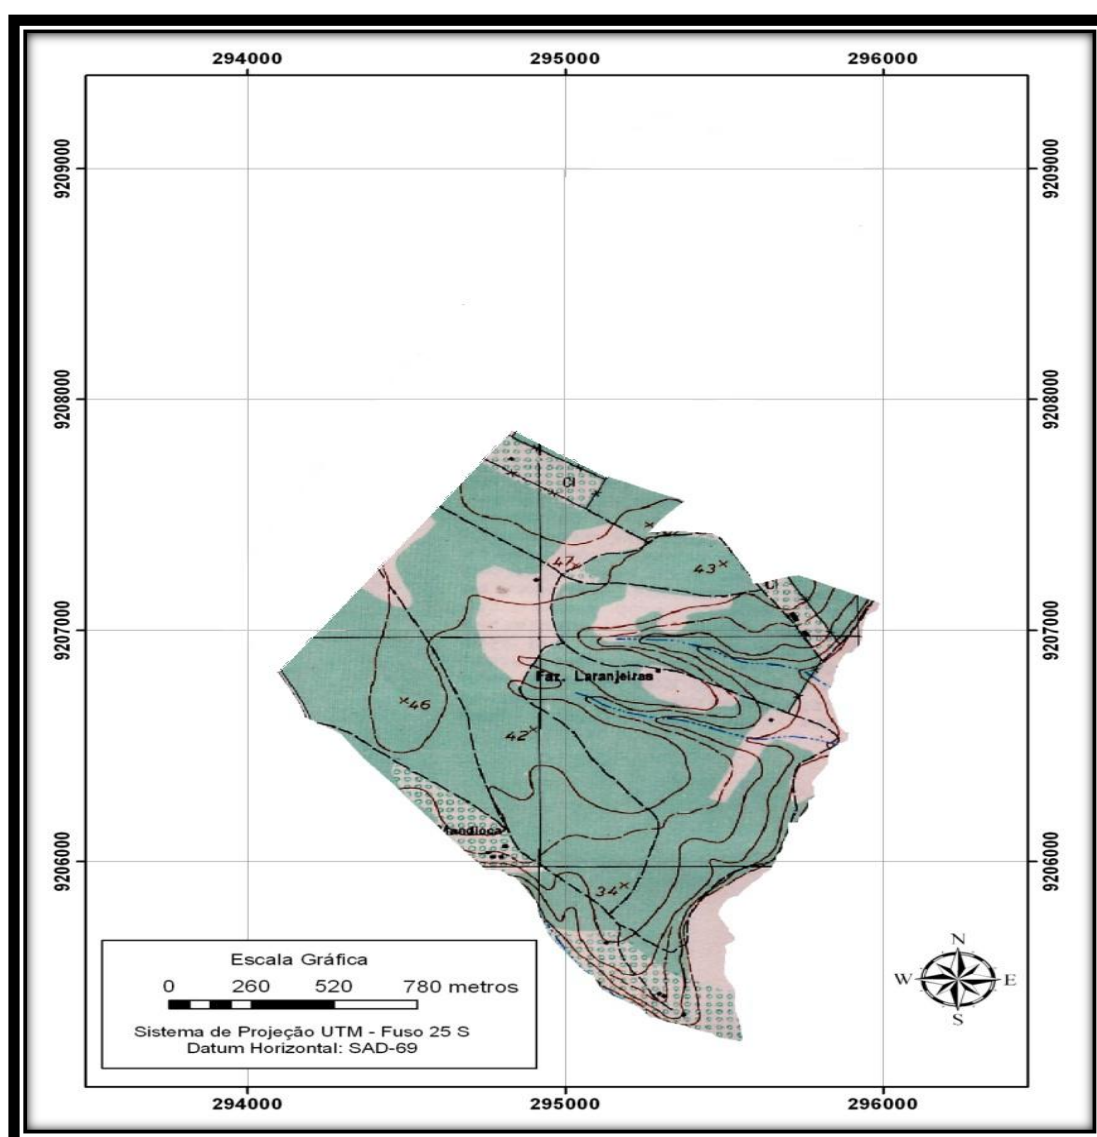 294000 295000 296000
9209000 9209000
9208000 9208000
CI
47
43
9207000 9207000
Faz. Laranjeiras
46
42
9206000 9206000
34
N
W E
S
Escala Gráfica
0 260 520 780 metros
Sistema de Projeção UTM - Fuso 25 S
Datum Horizontal: SAD-69
294000 295000 296000